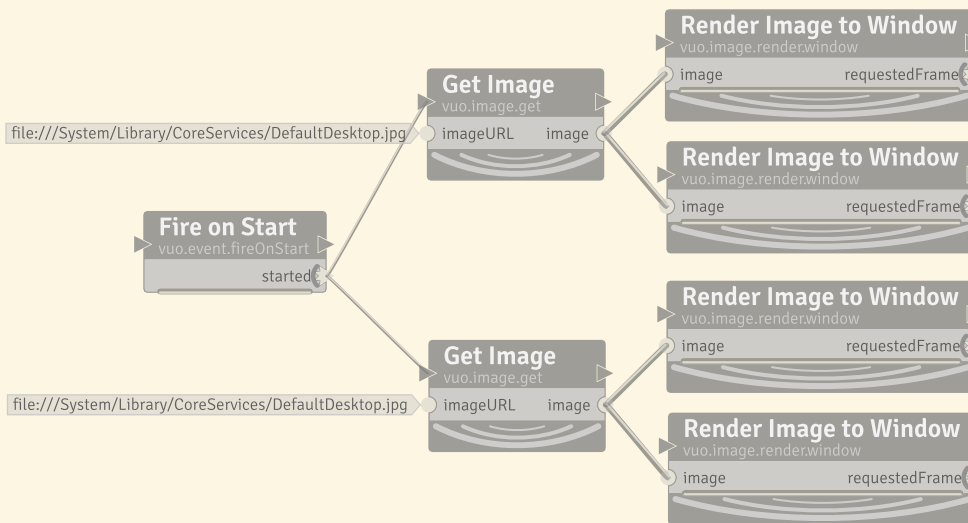 Render Image to Window
vuo.image.render.window
image requestedFrame
Get Image
vuo.image.get
file:///System/Library/CoreServices/DefaultDesktop.jpg
imageURL image
Render Image to Window
vuo.image.render.window
image requestedFrame
Fire on Start
vuo.event.fireOnStart
started
Render Image to Window
vuo.image.render.window
image requestedFrame
Get Image
vuo.image.get
file:///System/Library/CoreServices/DefaultDesktop.jpg
imageURL image
Render Image to Window
vuo.image.render.window
image requestedFrame